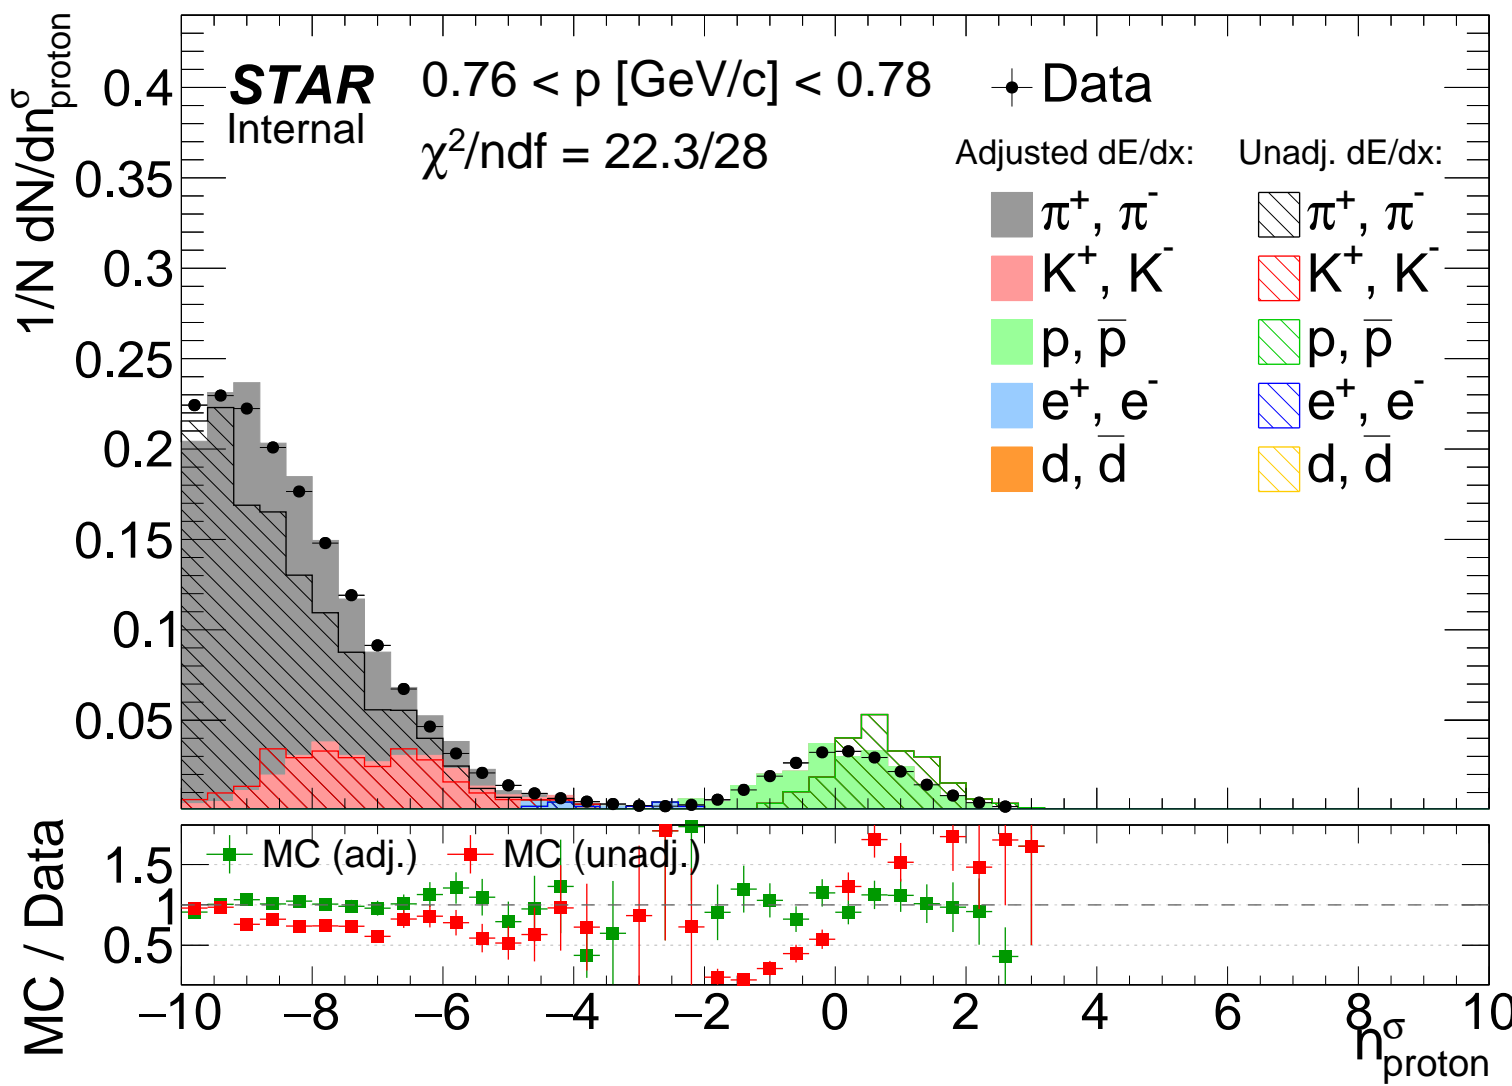 1/N dN/dn^σ_proton
STAR
Internal
0.76 < p [GeV/c] < 0.78
χ²/ndf = 22.3/28
Data
Adjusted dE/dx: Unadj. dE/dx:
π⁺, π⁻ π⁺, π⁻
K⁺, K⁻ K⁺, K⁻
p, p̅ p, p̅
e⁺, e⁻ e⁺, e⁻
d, d̅ d, d̅
0.4
0.35
0.3
0.25
0.2
0.15
0.1
0.05
MC / Data
MC (adj.) MC (unadj.)
1.5
1
0.5
−10 −8 −6 −4 −2 0 2 4 6 8 10
n^σ_proton